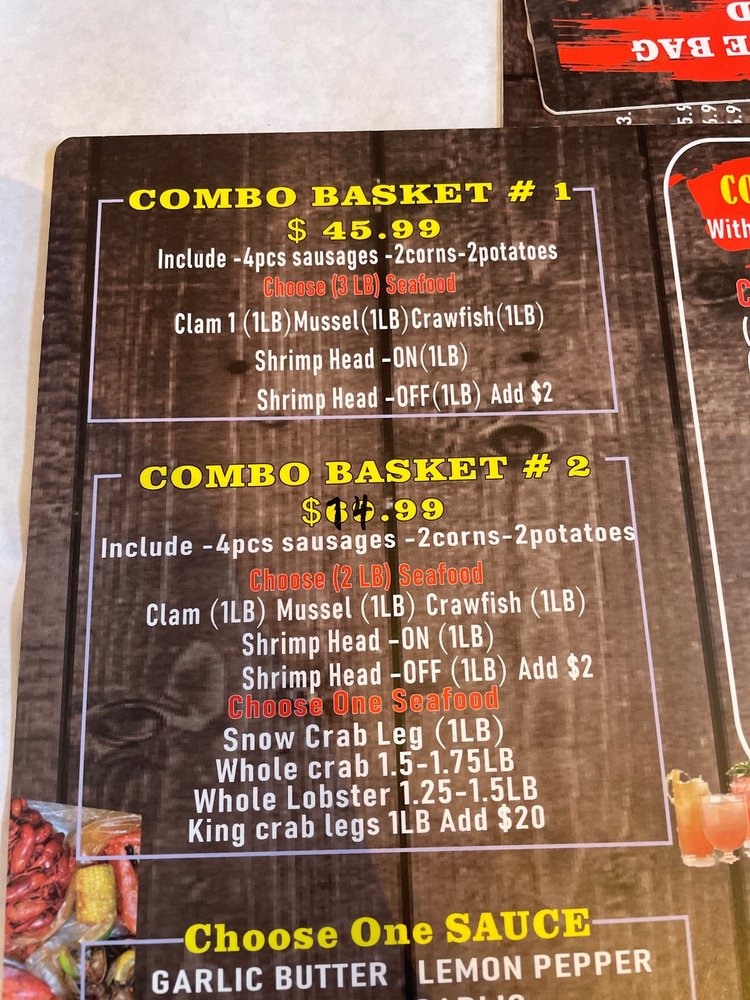 E BAG
D
COMBO BASKET # 1
$ 45.99
Include -4pcs sausages -2corns-2potatoes
Choose (3 LB) Seafood
Clam 1 (1LB)Mussel(1LB)Crawfish(1LB)
Shrimp Head -ON(1LB)
Shrimp Head -OFF(1LB) Add $2
With
COMBO BASKET # 2
$74.99
Include -4pcs sausages -2corns-2potatoes
Choose (2 LB) Seafood
Clam (1LB) Mussel (1LB) Crawfish (1LB)
Shrimp Head -ON (1LB)
Shrimp Head -OFF (1LB) Add $2
Choose One Seafood
Snow Crab Leg (1LB)
Whole crab 1.5-1.75LB
Whole Lobster 1.25-1.5LB
King crab legs 1LB Add $20
Choose One SAUCE
GARLIC BUTTER LEMON PEPPER